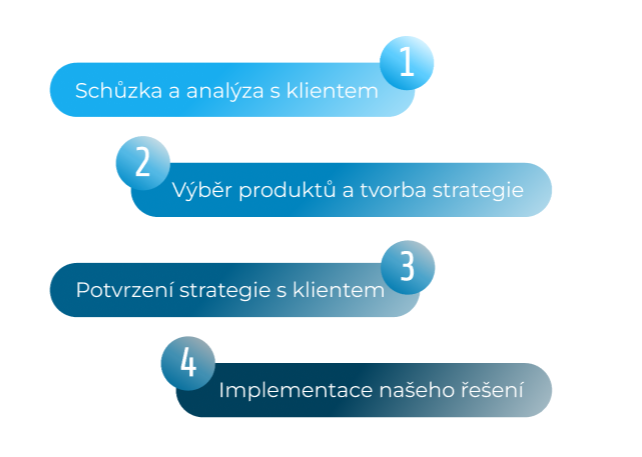 1
Schůzka a analýza s klientem
2
Výběr produktů a tvorba strategie
3
Potvrzení strategie s klientem
4
Implementace našeho řešení